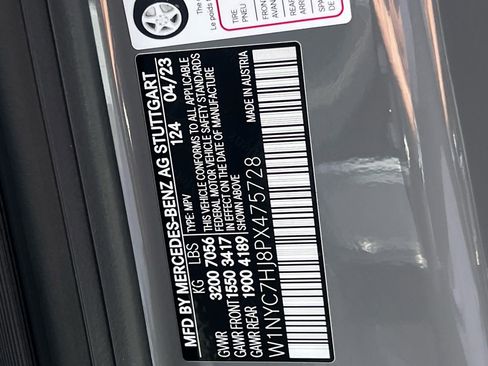 TIRE
PNEU
MFD BY MERCEDES-BENZ AG STUTTGART
124 04/23
KG LBS
TYPE: MPV
GVWR 3200 7056
GAWR FRONT 1550 3417
GAWR REAR 1900 4189
THIS VEHICLE CONFORMS TO ALL APPLICABLE
FEDERAL MOTOR VEHICLE SAFETY STANDARDS
IN EFFECT ON THE DATE OF MANUFACTURE
SHOWN ABOVE
MADE IN AUSTRIA
W1NYC7HJ8PX475728